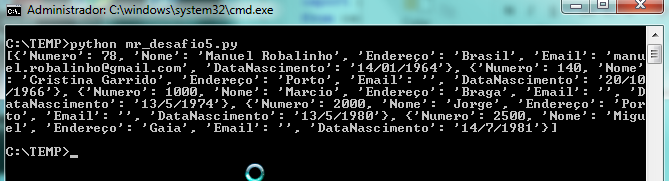 Administrador: C:\windows\system32\cmd.exe
C:\TEMP>python mr_desafio5.py
[{'Numero': 78, 'Nome': 'Manuel Robalinho', 'Endereço': 'Brasil', 'Email': 'manu
el.robalinho@gmail.com', 'DataNascimento': '14/01/1964'}, {'Numero': 140, 'Nome'
: 'Cristina Garrido', 'Endereço': 'Porto', 'Email': '', 'DataNascimento': '20/10
/1966'}, {'Numero': 1000, 'Nome': 'Marcio', 'Endereço': 'Braga', 'Email': '', 'D
ataNascimento': '13/5/1974'}, {'Numero': 2000, 'Nome': 'Jorge', 'Endereço': 'Por
to', 'Email': '', 'DataNascimento': '13/5/1980'}, {'Numero': 2500, 'Nome': 'Migu
el', 'Endereço': 'Gaia', 'Email': '', 'DataNascimento': '14/7/1981'}]
C:\TEMP>_